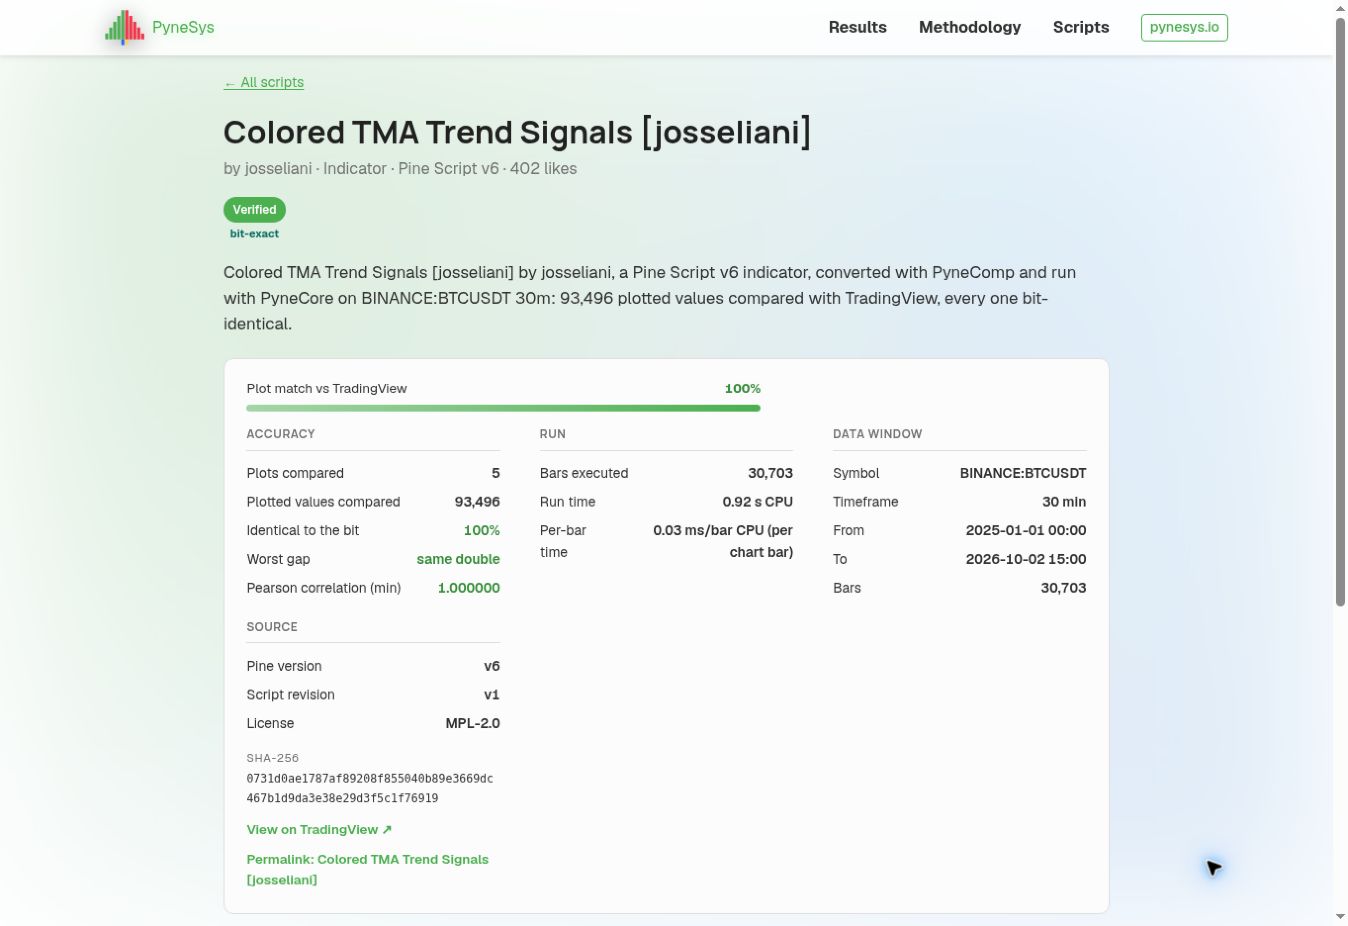 PyneSys
Results
Methodology
Scripts
pynesys.io
← All scripts
Colored TMA Trend Signals [josseliani]
by josseliani · Indicator · Pine Script v6 · 402 likes
Verified
bit-exact
Colored TMA Trend Signals [josseliani] by josseliani, a Pine Script v6 indicator, converted with PyneComp and run
with PyneCore on BINANCE:BTCUSDT 30m: 93,496 plotted values compared with TradingView, every one bit-
identical.
Plot match vs TradingView 100%
ACCURACY
Plots compared 5
Plotted values compared 93,496
Identical to the bit 100%
Worst gap same double
Pearson correlation (min) 1.000000
RUN
Bars executed 30,703
Run time 0.92 s CPU
Per-bar 0.03 ms/bar CPU (per
time chart bar)
DATA WINDOW
Symbol BINANCE:BTCUSDT
Timeframe 30 min
From 2025-01-01 00:00
To 2026-10-02 15:00
Bars 30,703
SOURCE
Pine version v6
Script revision v1
License MPL-2.0
SHA-256
0731d0ae1787af89208f855040b89e3669dc
467b1d9da3e38e29d3f5c1f76919
View on TradingView ↗
Permalink: Colored TMA Trend Signals
[josseliani]